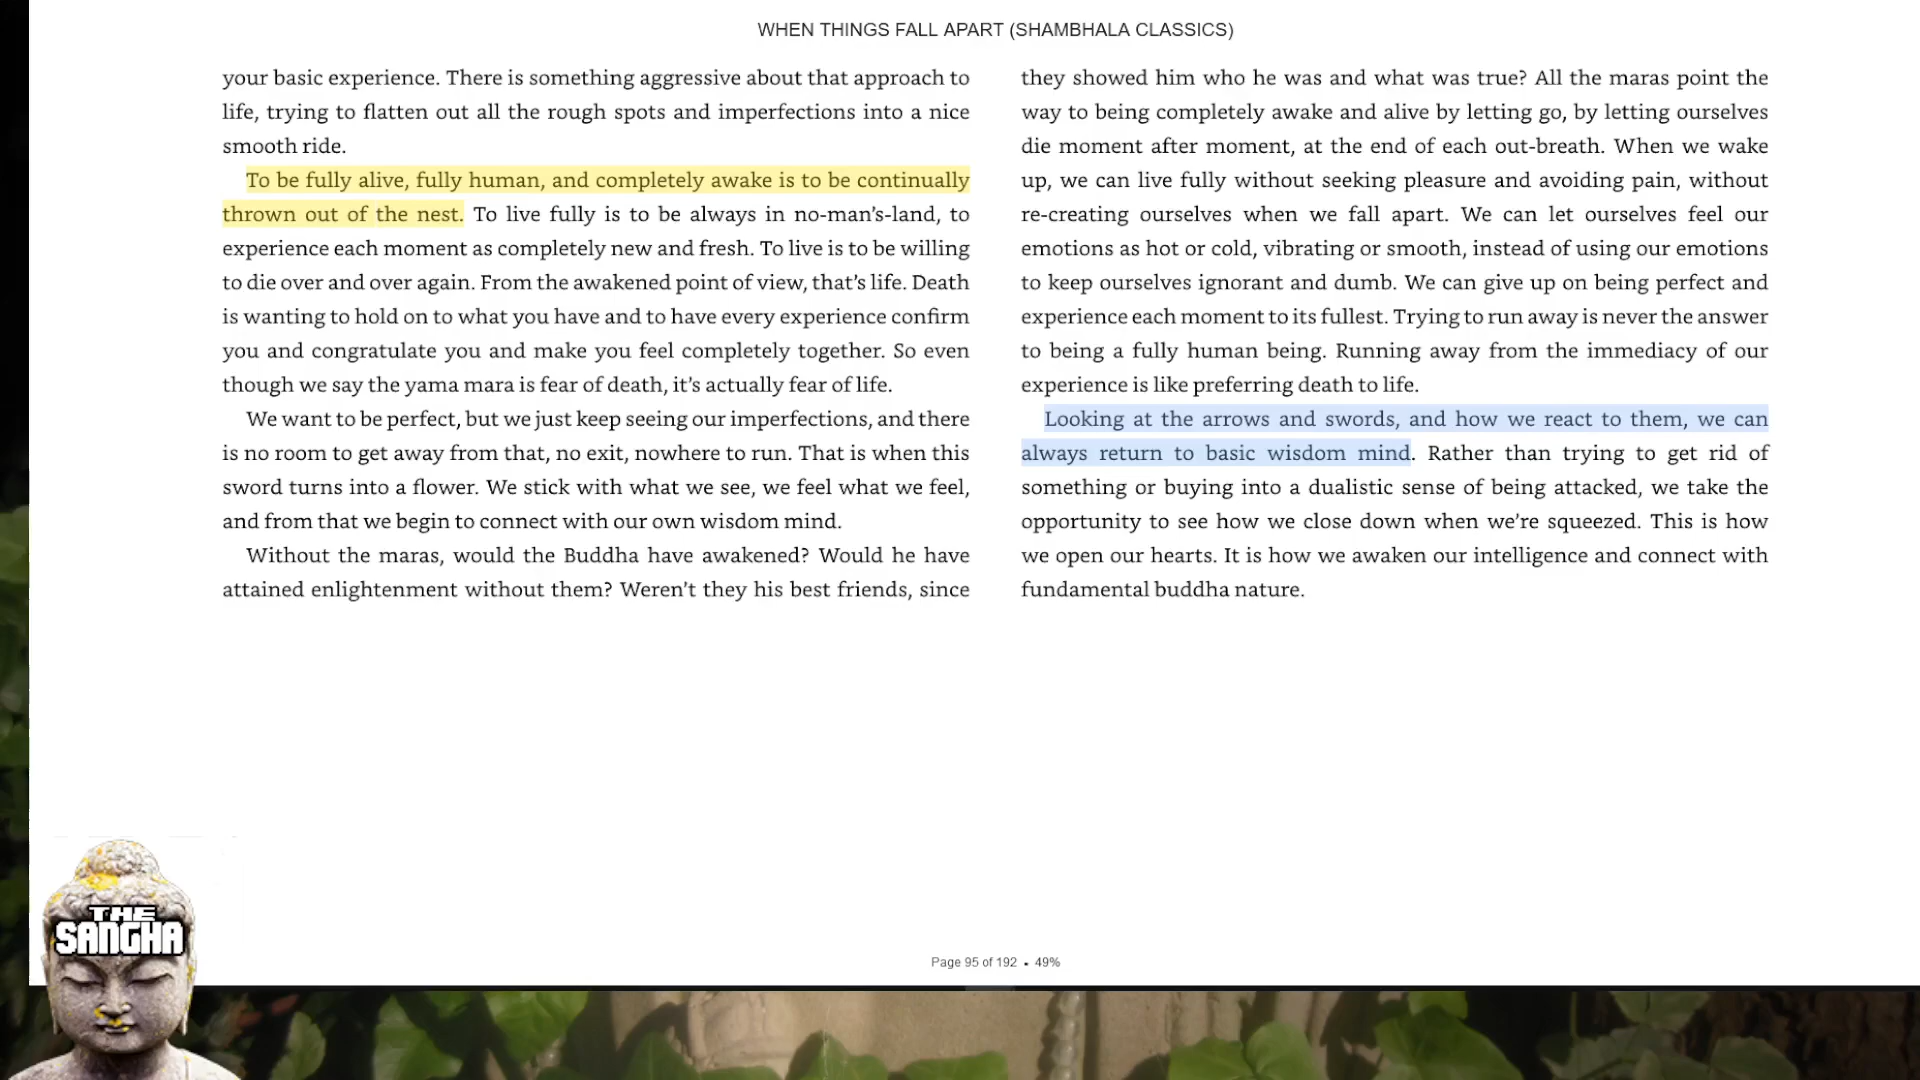 WHEN THINGS FALL APART (SHAMBHALA CLASSICS)
your basic experience. There is something aggressive about that approach to
life, trying to flatten out all the rough spots and imperfections into a nice
smooth ride.
To be fully alive, fully human, and completely awake is to be continually
thrown out of the nest. To live fully is to be always in no-man’s-land, to
experience each moment as completely new and fresh. To live is to be willing
to die over and over again. From the awakened point of view, that’s life. Death
is wanting to hold on to what you have and to have every experience confirm
you and congratulate you and make you feel completely together. So even
though we say the yama mara is fear of death, it’s actually fear of life.
We want to be perfect, but we just keep seeing our imperfections, and there
is no room to get away from that, no exit, nowhere to run. That is when this
sword turns into a flower. We stick with what we see, we feel what we feel,
and from that we begin to connect with our own wisdom mind.
Without the maras, would the Buddha have awakened? Would he have
attained enlightenment without them? Weren’t they his best friends, since
they showed him who he was and what was true? All the maras point the
way to being completely awake and alive by letting go, by letting ourselves
die moment after moment, at the end of each out-breath. When we wake
up, we can live fully without seeking pleasure and avoiding pain, without
re-creating ourselves when we fall apart. We can let ourselves feel our
emotions as hot or cold, vibrating or smooth, instead of using our emotions
to keep ourselves ignorant and dumb. We can give up on being perfect and
experience each moment to its fullest. Trying to run away is never the answer
to being a fully human being. Running away from the immediacy of our
experience is like preferring death to life.
Looking at the arrows and swords, and how we react to them, we can
always return to basic wisdom mind. Rather than trying to get rid of
something or buying into a dualistic sense of being attacked, we take the
opportunity to see how we close down when we’re squeezed. This is how
we open our hearts. It is how we awaken our intelligence and connect with
fundamental buddha nature.
THE
SANGHA
Page 95 of 192 • 49%